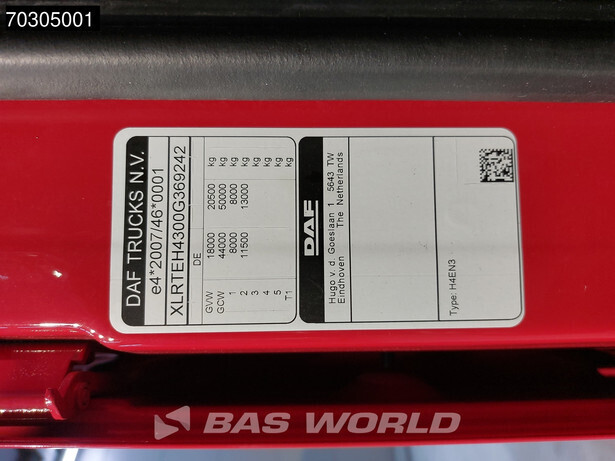 70305001
DAF TRUCKS N.V.
e4*2007/46*0001
XLRTEH4300G369242
DE
GVW 18000 20500 kg
GCW 44000 50000 kg
1 8000 8000 kg
2 11500 13000 kg
3 kg
4 kg
5 kg
T1 kg
DAF
Hugo v. d. Goeslaan 1 5643 TW
Eindhoven The Netherlands
Type: H4EN3
BAS WORLD